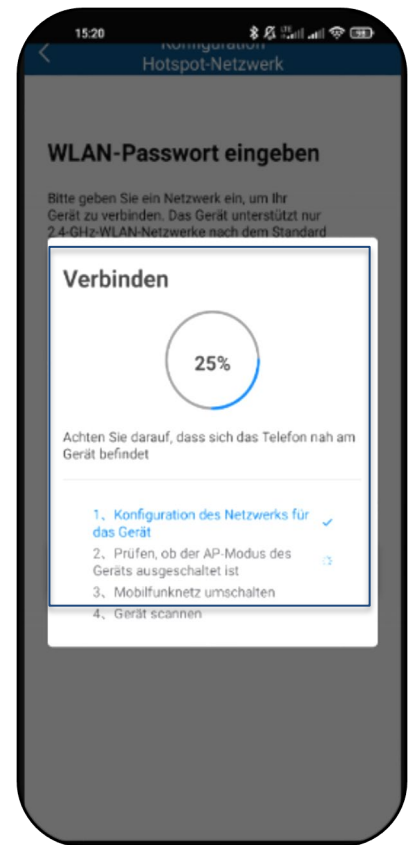 15:20
Konfiguration
Hotspot-Netzwerk
WLAN-Passwort eingeben
Bitte geben Sie ein Netzwerk ein, um Ihr
Gerät zu verbinden. Das Gerät unterstützt nur
2.4-GHz-WLAN-Netzwerke nach dem Standard
Verbinden
25%
Achten Sie darauf, dass sich das Telefon nah am
Gerät befindet
1、Konfiguration des Netzwerks für
das Gerät
2、Prüfen, ob der AP-Modus des
Geräts ausgeschaltet ist
3、Mobilfunknetz umschalten
4、Gerät scannen